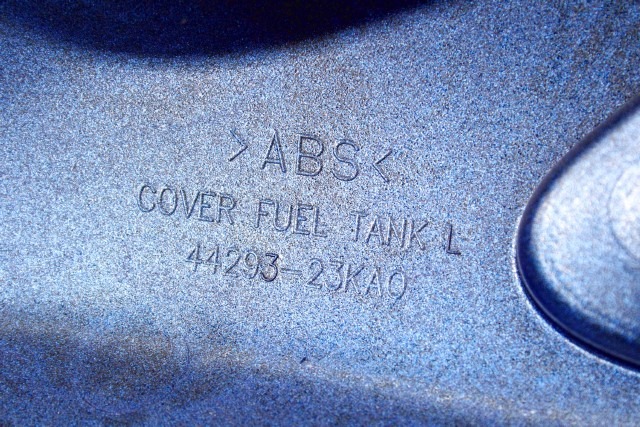 >ABS<
COVER FUEL TANK L
44293-23KA0